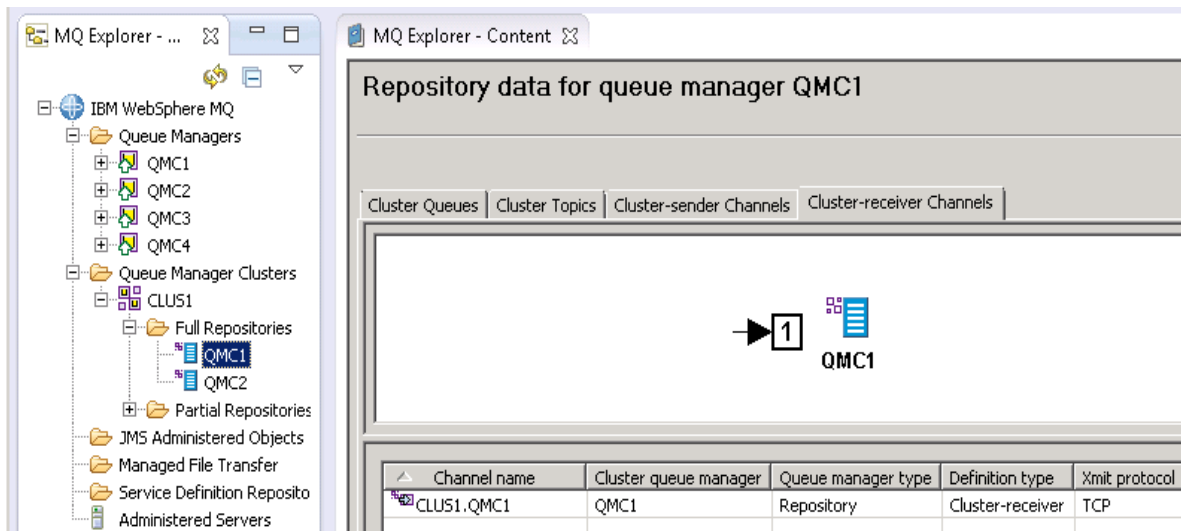 MQ Explorer - ...
IBM WebSphere MQ
Queue Managers
QMC1
QMC2
QMC3
QMC4
Queue Manager Clusters
CLUS1
Full Repositories
QMC1
QMC2
Partial Repositories
JMS Administered Objects
Managed File Transfer
Service Definition Reposito
Administered Servers
MQ Explorer - Content
Repository data for queue manager QMC1
Cluster Queues Cluster Topics Cluster-sender Channels Cluster-receiver Channels
1
QMC1
Channel name Cluster queue manager Queue manager type Definition type Xmit protocol
CLUS1.QMC1 QMC1 Repository Cluster-receiver TCP